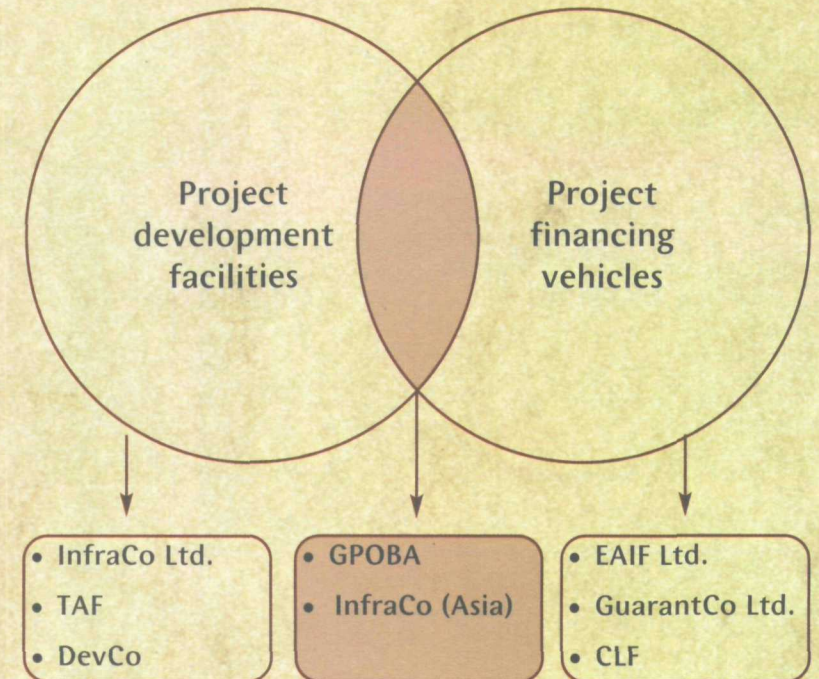 Project
development
facilities
Project
financing
vehicles
• InfraCo Ltd.
• TAF
• DevCo
• GPOBA
• InfraCo (Asia)
• EAIF Ltd.
• GuarantCo Ltd.
• CLF